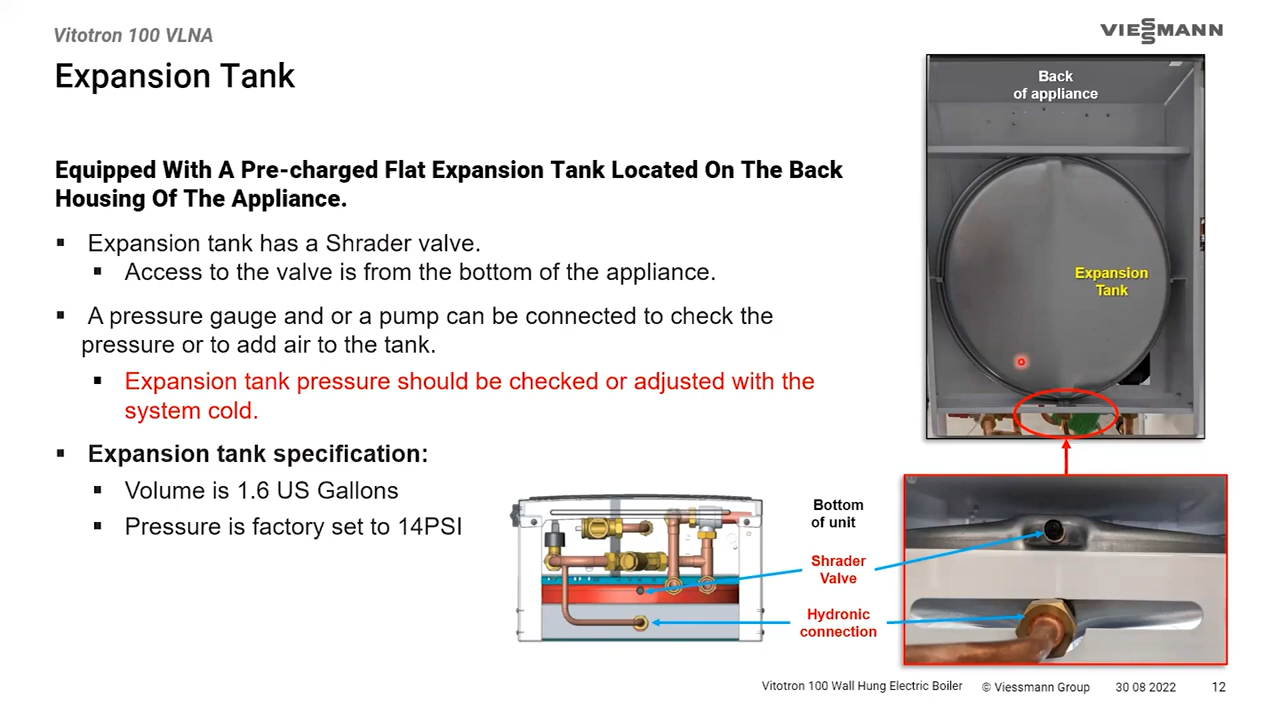 Vitotron 100 VLNA
VIESSMANN
Expansion Tank
Equipped With A Pre-charged Flat Expansion Tank Located On The Back
Housing Of The Appliance.
▪ Expansion tank has a Shrader valve.
▪ Access to the valve is from the bottom of the appliance.
▪ A pressure gauge and or a pump can be connected to check the
pressure or to add air to the tank.
▪ Expansion tank pressure should be checked or adjusted with the
system cold.
▪ Expansion tank specification:
▪ Volume is 1.6 US Gallons
▪ Pressure is factory set to 14PSI
Back
of appliance
Expansion
Tank
Bottom
of unit
Shrader
Valve
Hydronic
connection
Vitotron 100 Wall Hung Electric Boiler © Viessmann Group 30 08 2022 12